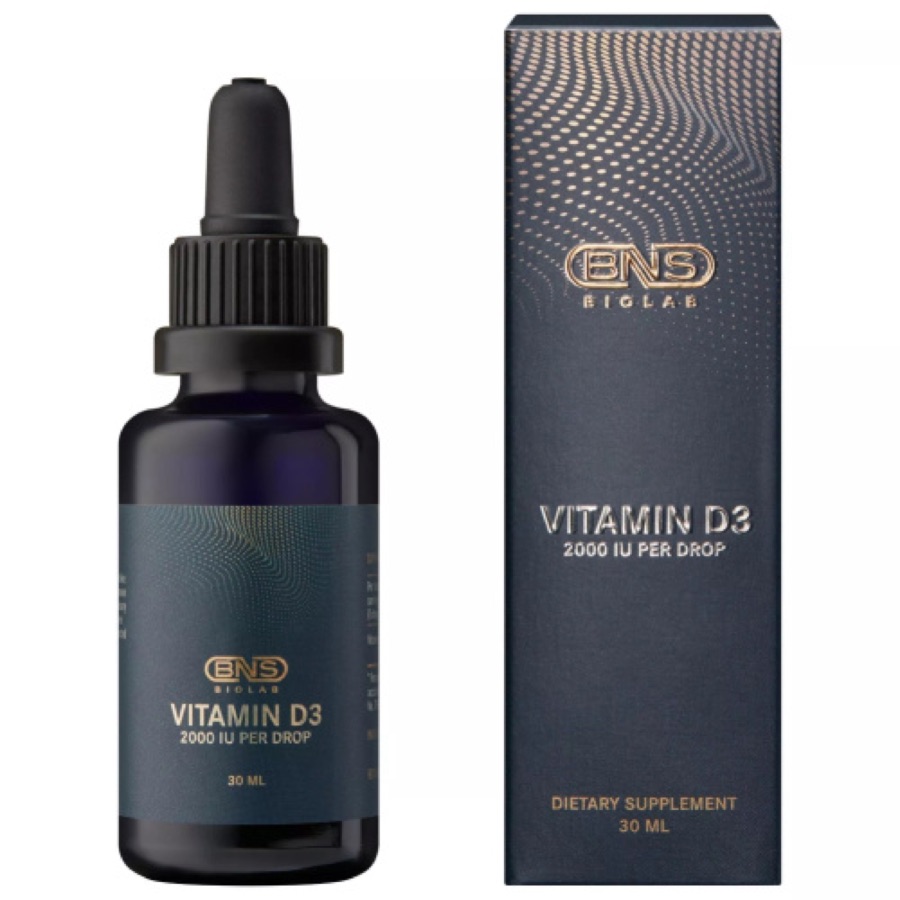 BNS
BIOLAB
VITAMIN D3
2000 IU PER DROP
30 ML
BNS
BIOLAB
VITAMIN D3
2000 IU PER DROP
DIETARY SUPPLEMENT
30 ML